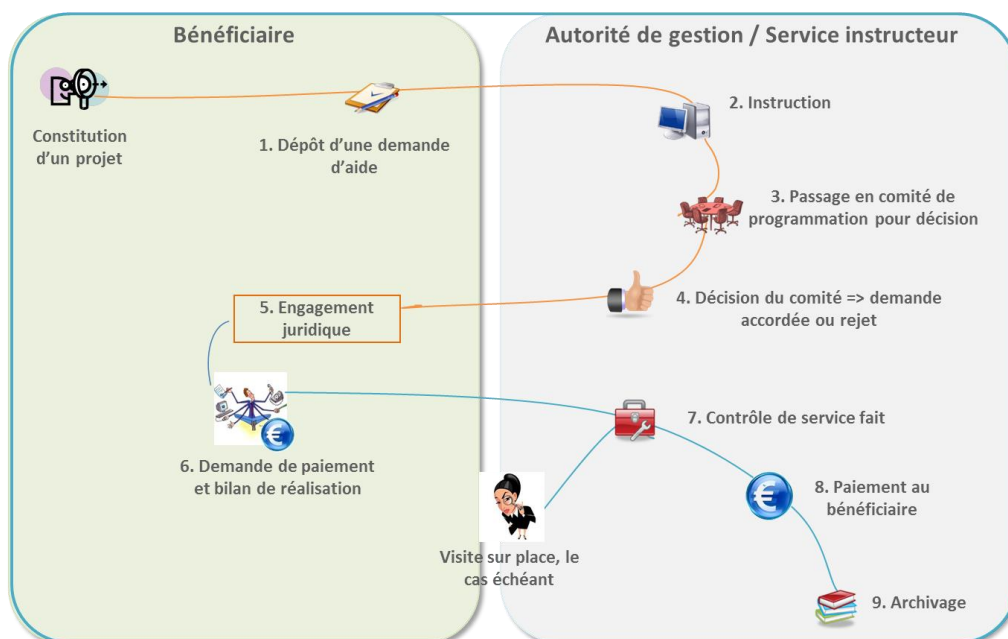 Bénéficiaire
Autorité de gestion / Service instructeur
Constitution
d'un projet
1. Dépôt d'une demande
d'aide
2. Instruction
3. Passage en comité de
programmation pour décision
4. Décision du comité => demande
accordée ou rejet
5. Engagement
juridique
6. Demande de paiement
et bilan de réalisation
7. Contrôle de service fait
Visite sur place, le
cas échéant
8. Paiement au
bénéficiaire
9. Archivage